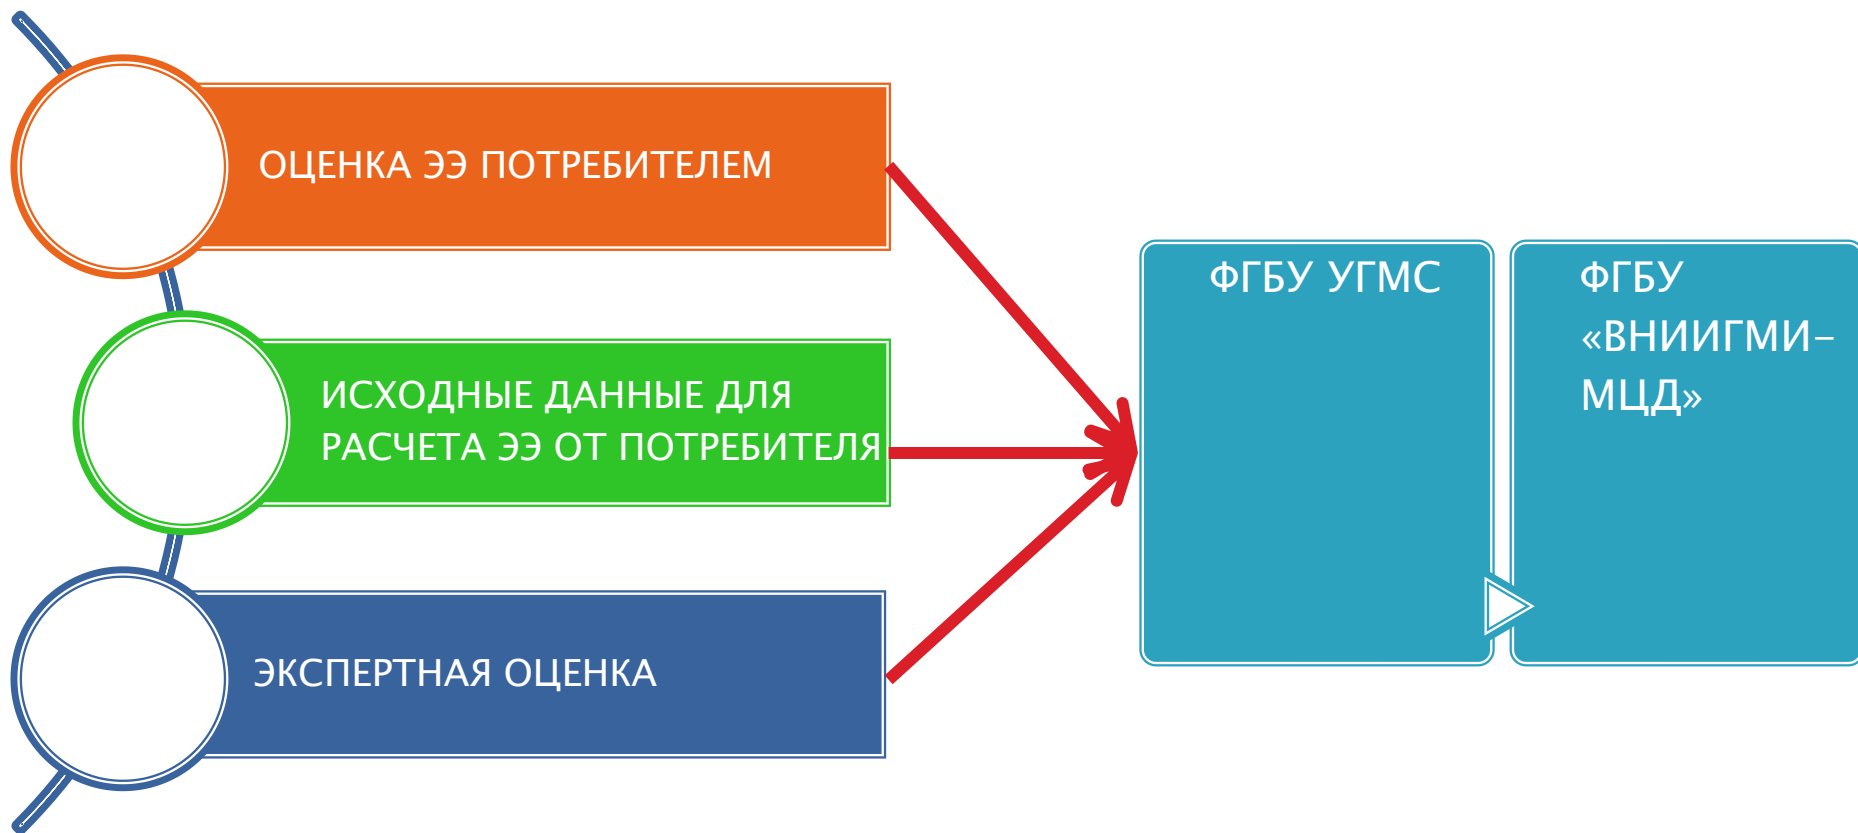 ОЦЕНКА ЭЭ ПОТРЕБИТЕЛЕМ
ИСХОДНЫЕ ДАННЫЕ ДЛЯ
РАСЧЕТА ЭЭ ОТ ПОТРЕБИТЕЛЯ
ЭКСПЕРТНАЯ ОЦЕНКА
ФГБУ УГМС
ФГБУ
«ВНИИГМИ–
МЦД»